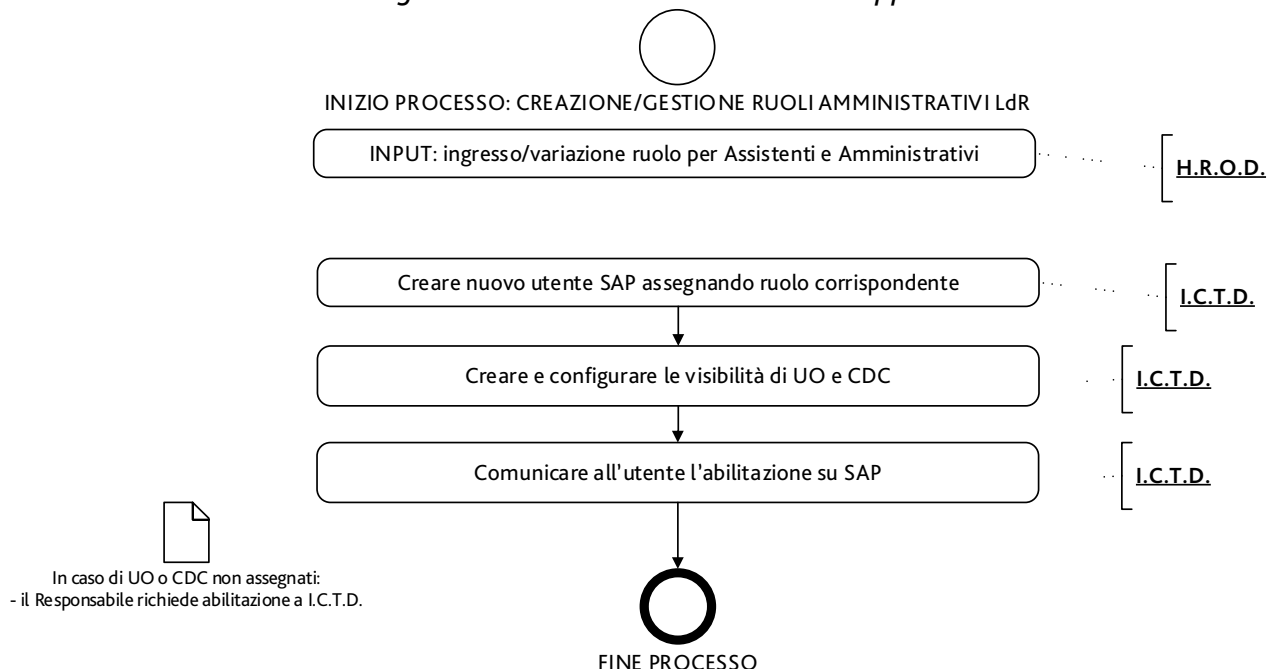 INIZIO PROCESSO: CREAZIONE/GESTIONE RUOLI AMMINISTRATIVI LdR
INPUT: ingresso/variazione ruolo per Assistenti e Amministrativi
H.R.O.D.
Creare nuovo utente SAP assegnando ruolo corrispondente
I.C.T.D.
Creare e configurare le visibilità di UO e CDC
I.C.T.D.
Comunicare all'utente l'abilitazione su SAP
I.C.T.D.
In caso di UO o CDC non assegnati:
- il Responsabile richiede abilitazione a I.C.T.D.
FINE PROCESSO